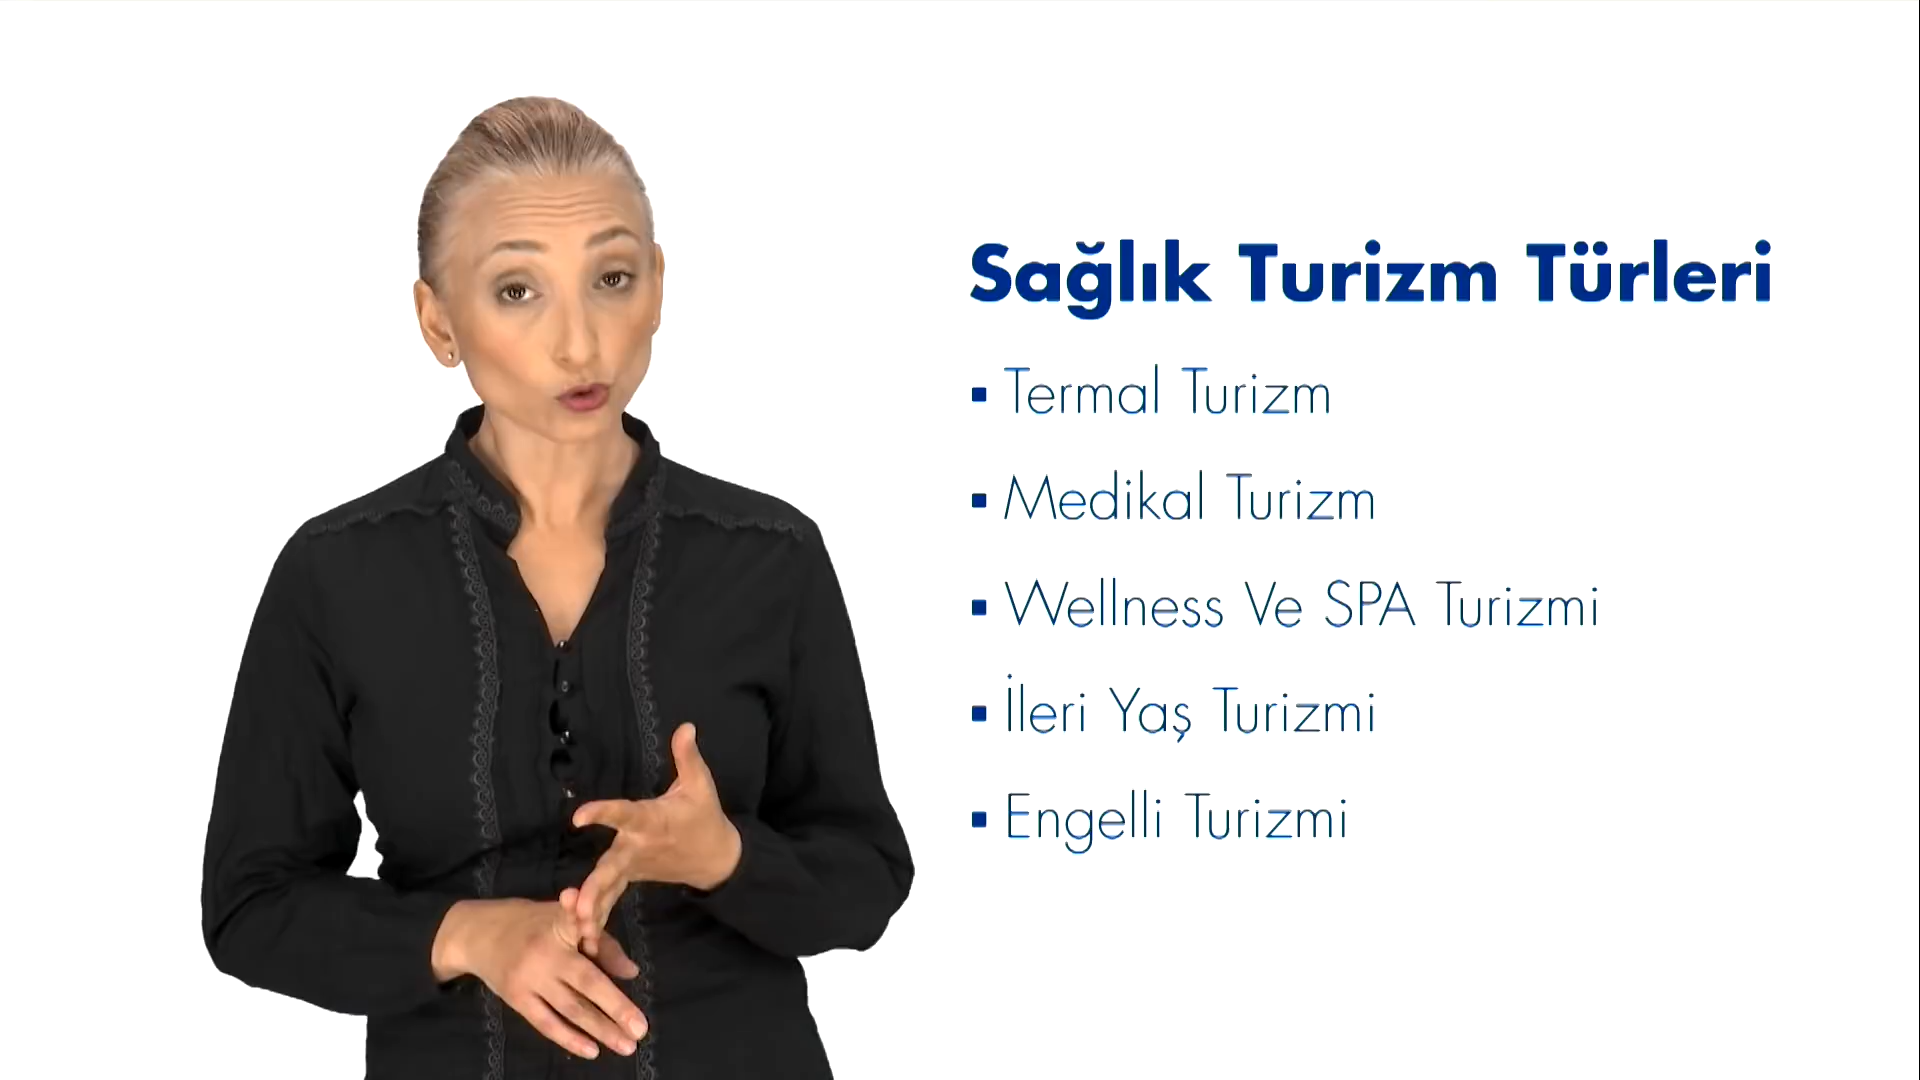 Sağlık Turizm Türleri
▪ Termal Turizm
▪ Medikal Turizm
▪ Wellness Ve SPA Turizmi
▪ İleri Yaş Turizmi
▪ Engelli Turizmi